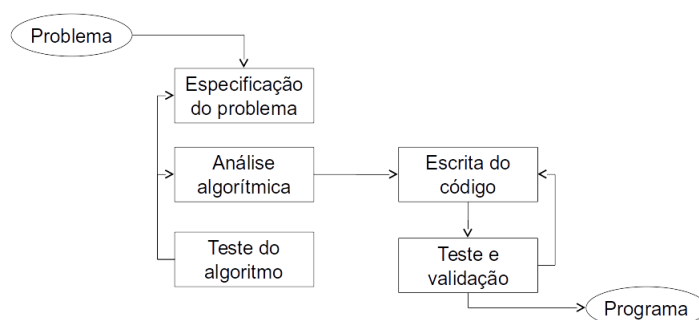 Problema
Especificação
do problema
Análise
algorítmica
Escrita do
código
Teste do
algoritmo
Teste e
validação
Programa